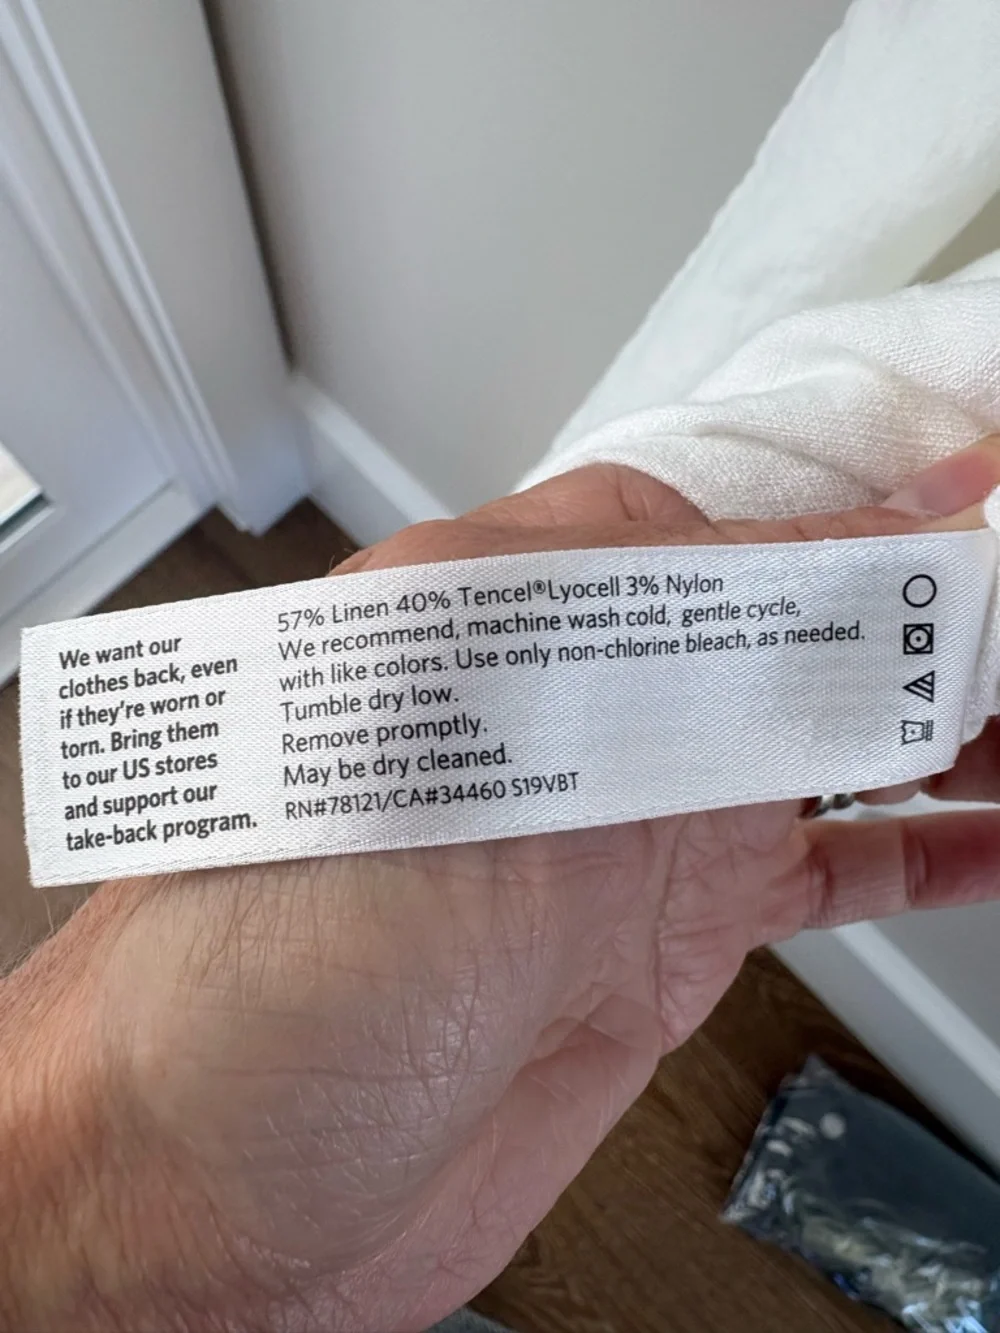 We want our
clothes back, even
if they're worn or
torn. Bring them
to our US stores
and support our
take-back program.
57% Linen 40% Tencel®Lyocell 3% Nylon
We recommend, machine wash cold, gentle cycle,
with like colors. Use only non-chlorine bleach, as needed.
Tumble dry low.
Remove promptly.
May be dry cleaned.
RN#78121/CA#34460 S19VBT